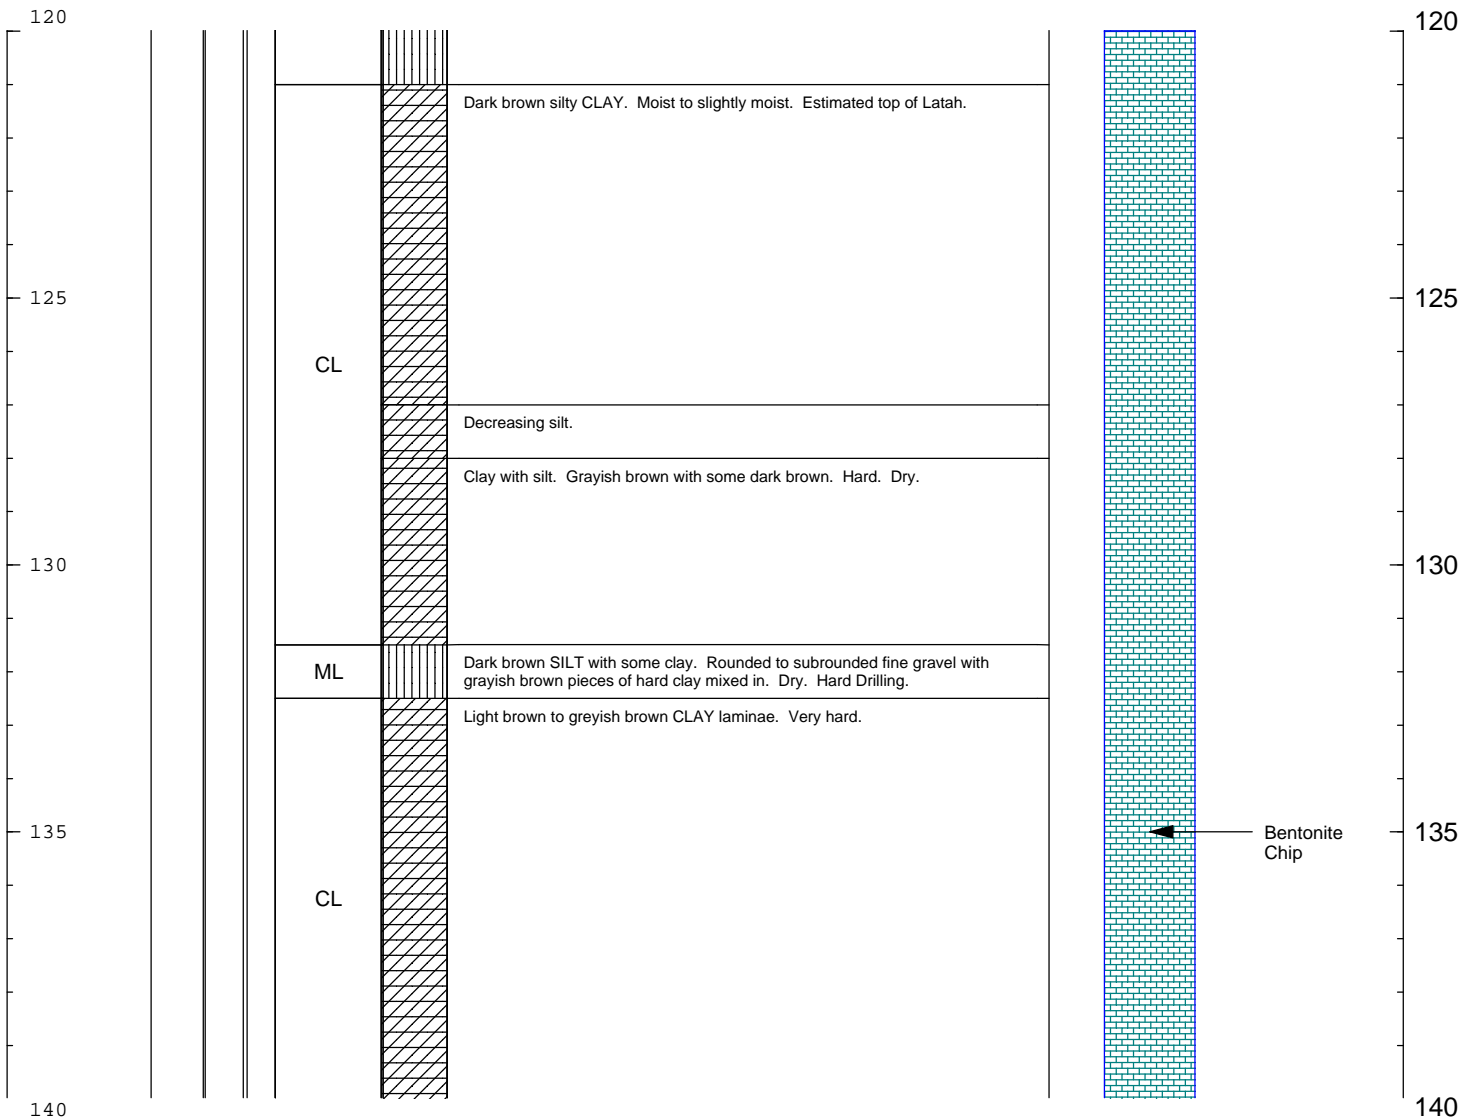 120
120
Dark brown silty CLAY.  Moist to slightly moist.  Estimated top of Latah.
125
125
CL
Decreasing silt.
Clay with silt.  Grayish brown with some dark brown.  Hard.  Dry.
130
130
ML
Dark brown SILT with some clay.  Rounded to subrounded fine gravel with
grayish brown pieces of hard clay mixed in.  Dry.  Hard Drilling.
Light brown to greyish brown CLAY laminae.  Very hard.
135
Bentonite
Chip
135
CL
140
140